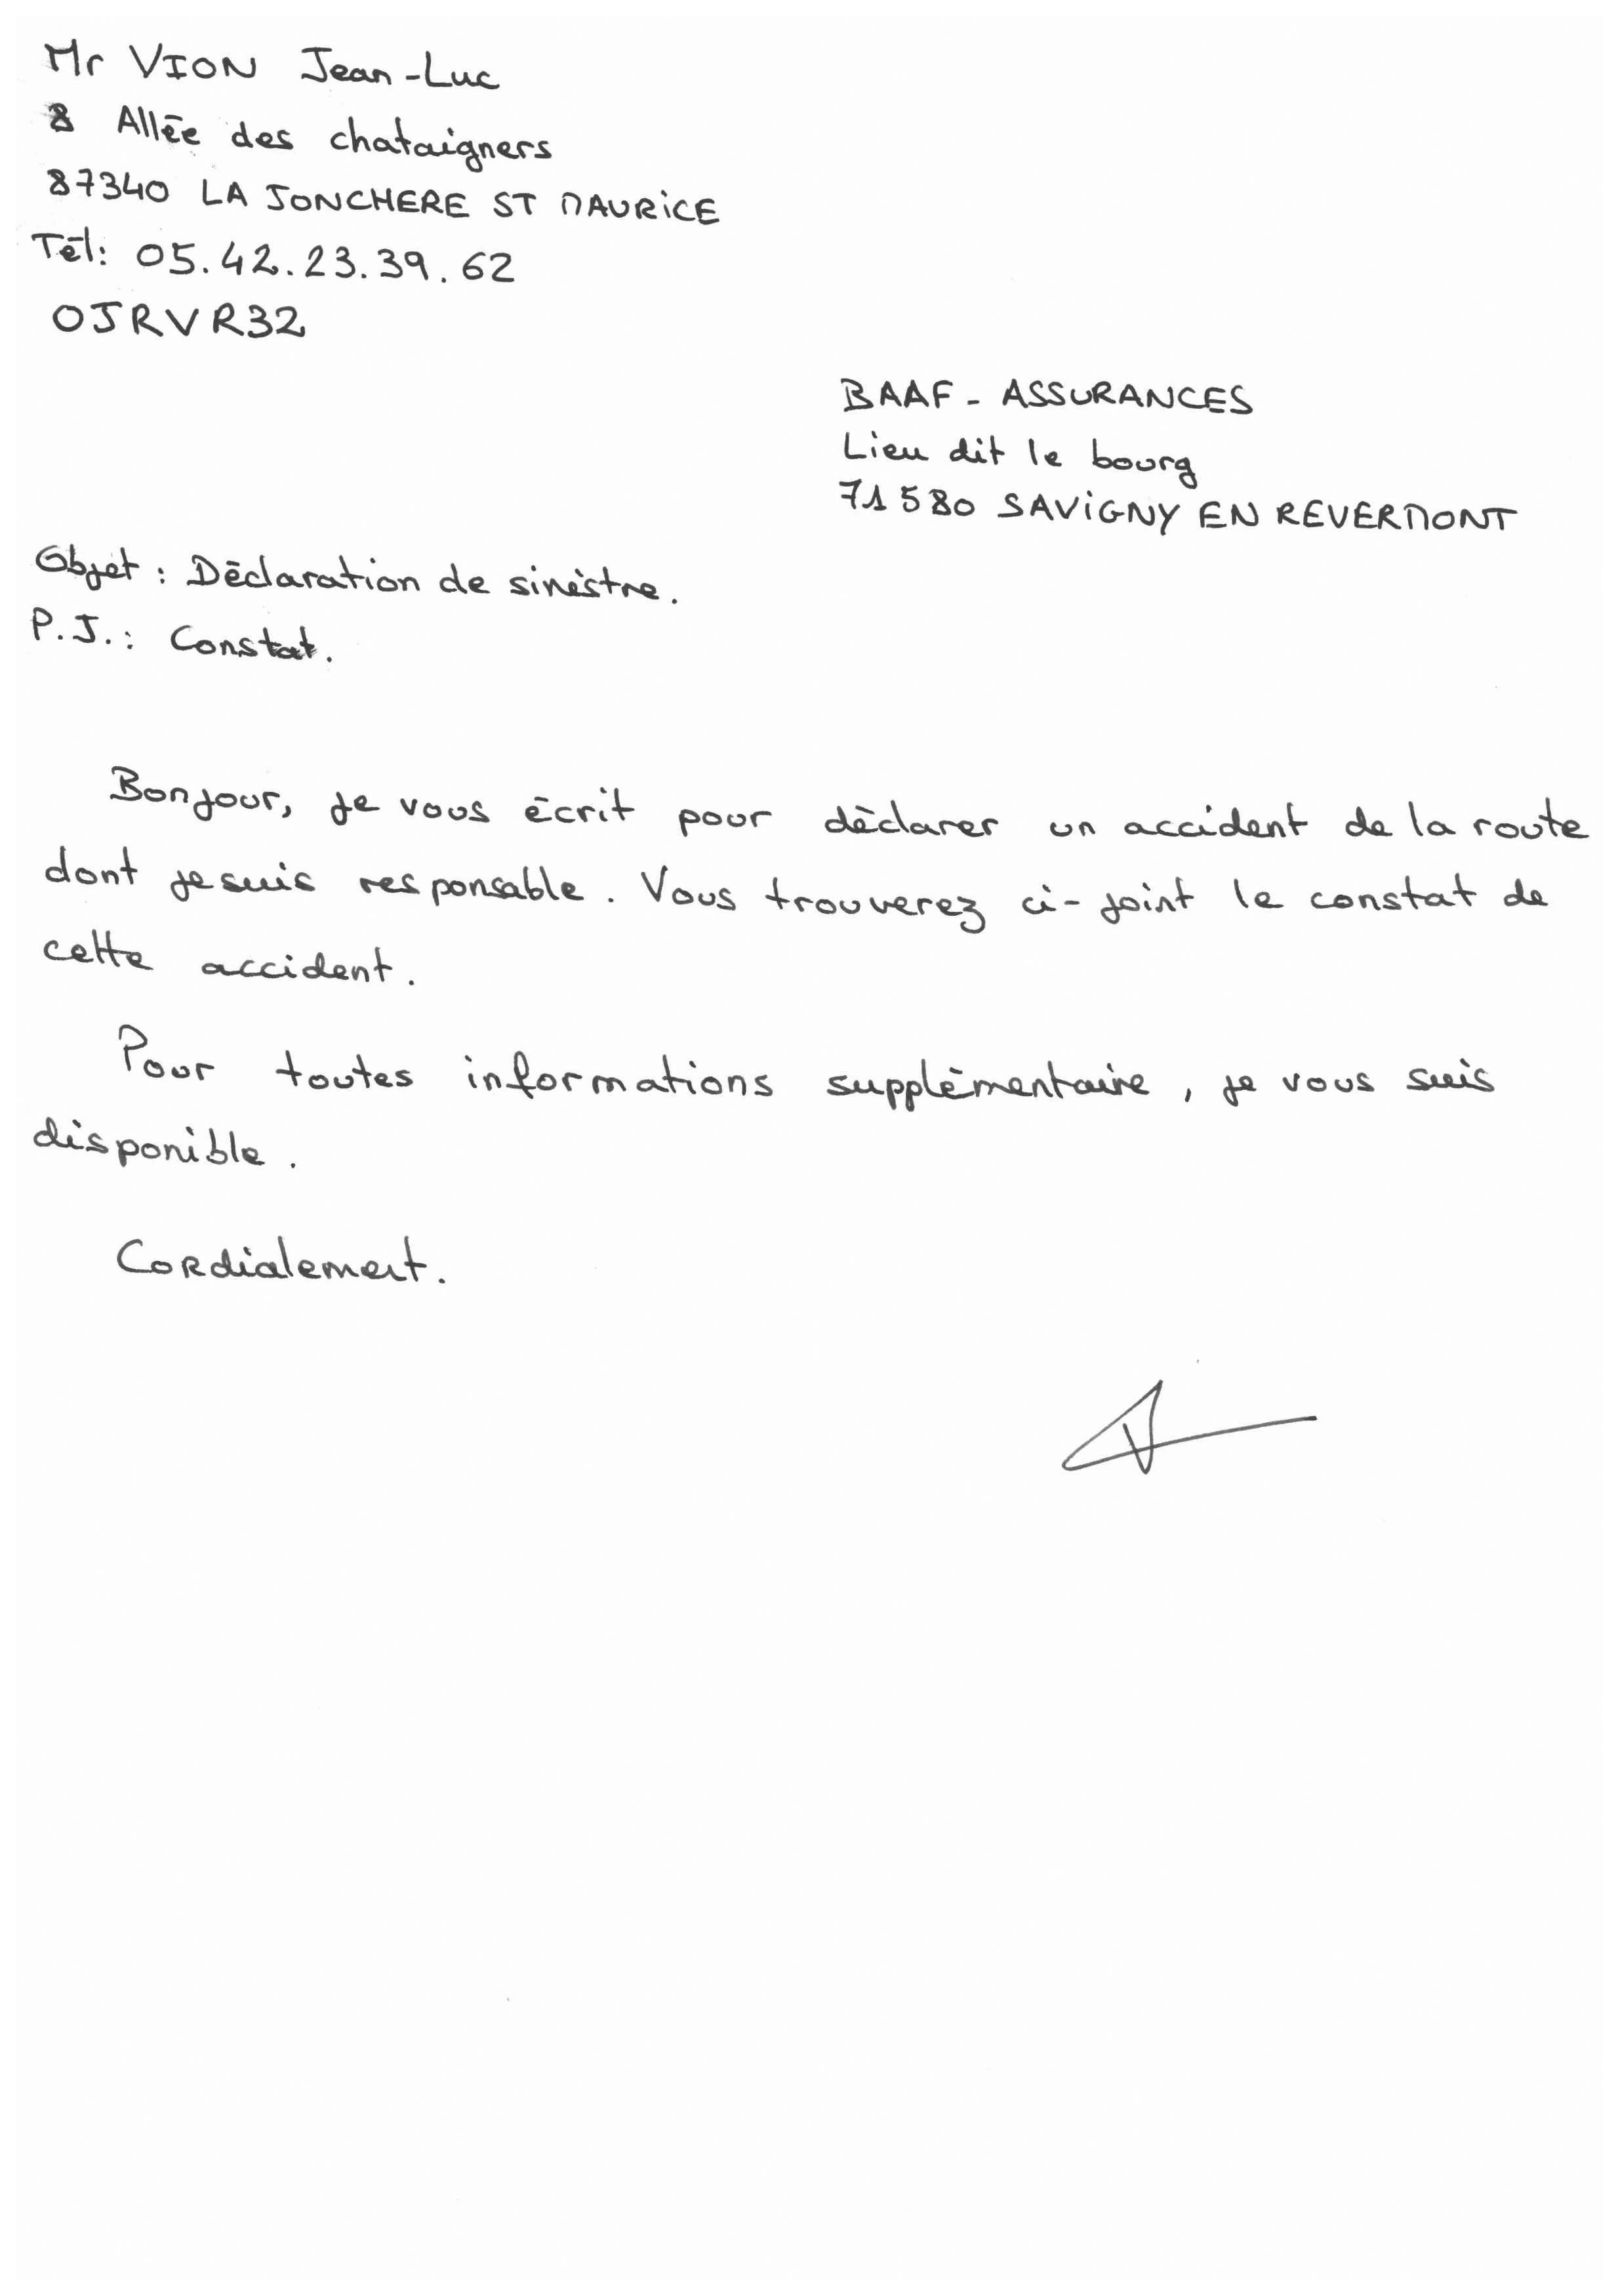 Mr VION Jean-Luc
8 Allée des chataigners
87340 LA JONCHERE ST MAURICE
Tél: 05.42.23.39.62
OJRVR32
BAAF - ASSURANCES
Lieu dit le bourg
71580 SAVIGNY EN REVERMONT
Objet : Déclaration de sinistre.
P.J. : Constat.
Bonjour, je vous écrit pour déclarer un accident de la route
dont je suis responsable. Vous trouverez ci-joint le constat de
cette accident.
Pour toutes informations supplémentaire, je vous suis
disponible.
Cordialement.